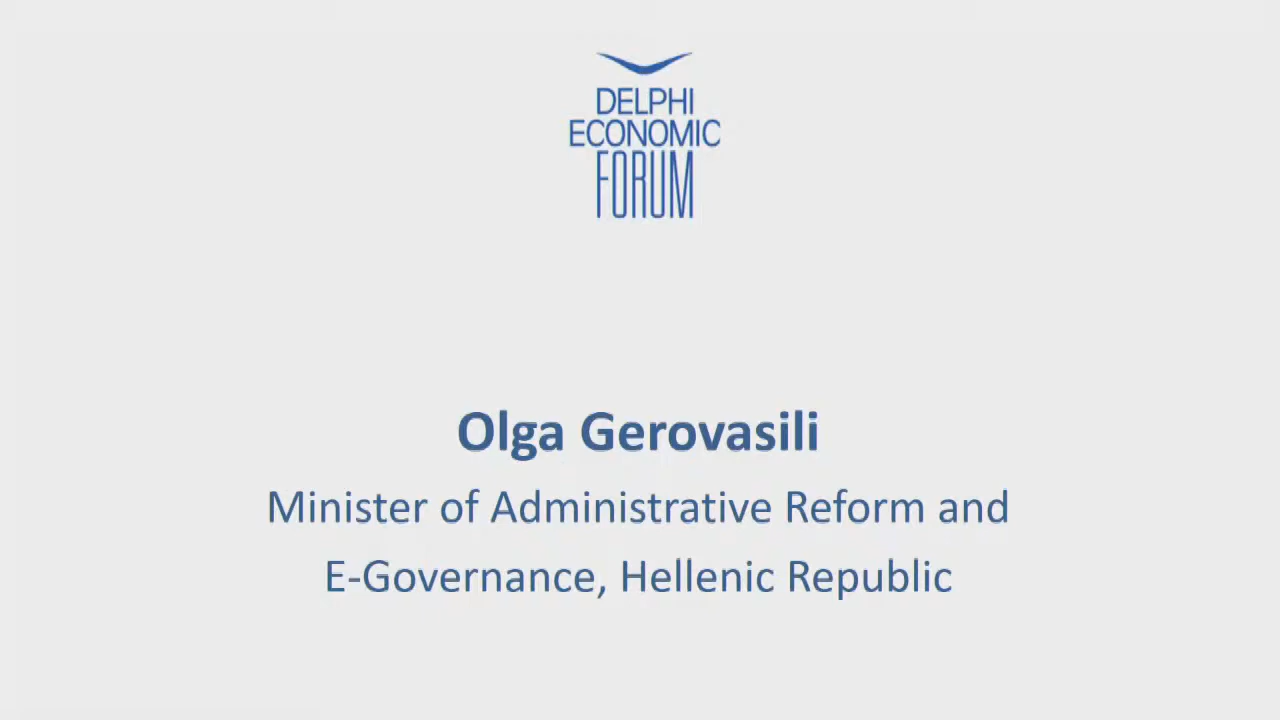 DELPHI
ECONOMIC
FORUM
Olga Gerovasili
Minister of Administrative Reform and
E-Governance, Hellenic Republic